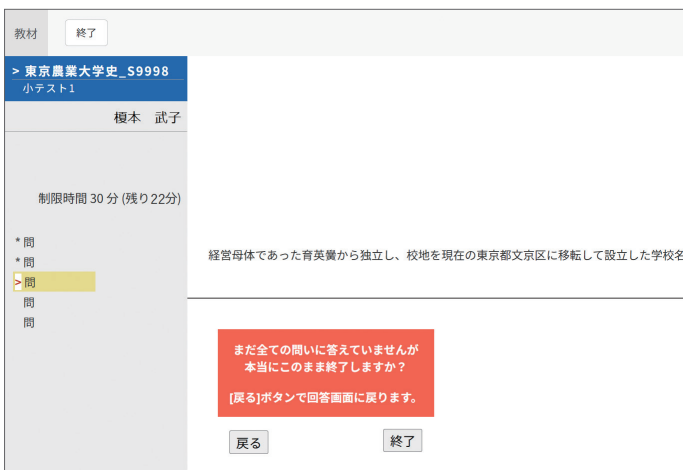 教材 終了
> 東京農業大学史_S9998
小テスト1
榎本 武子
制限時間 30 分 (残り22分)
* 問
* 問
> 問
問
問
経営母体であった育英黌から独立し、校地を現在の東京都文京区に移転して設立した学校名
まだ全ての問いに答えていませんが
本当にこのまま終了しますか？
[戻る]ボタンで回答画面に戻ります。
戻る 終了